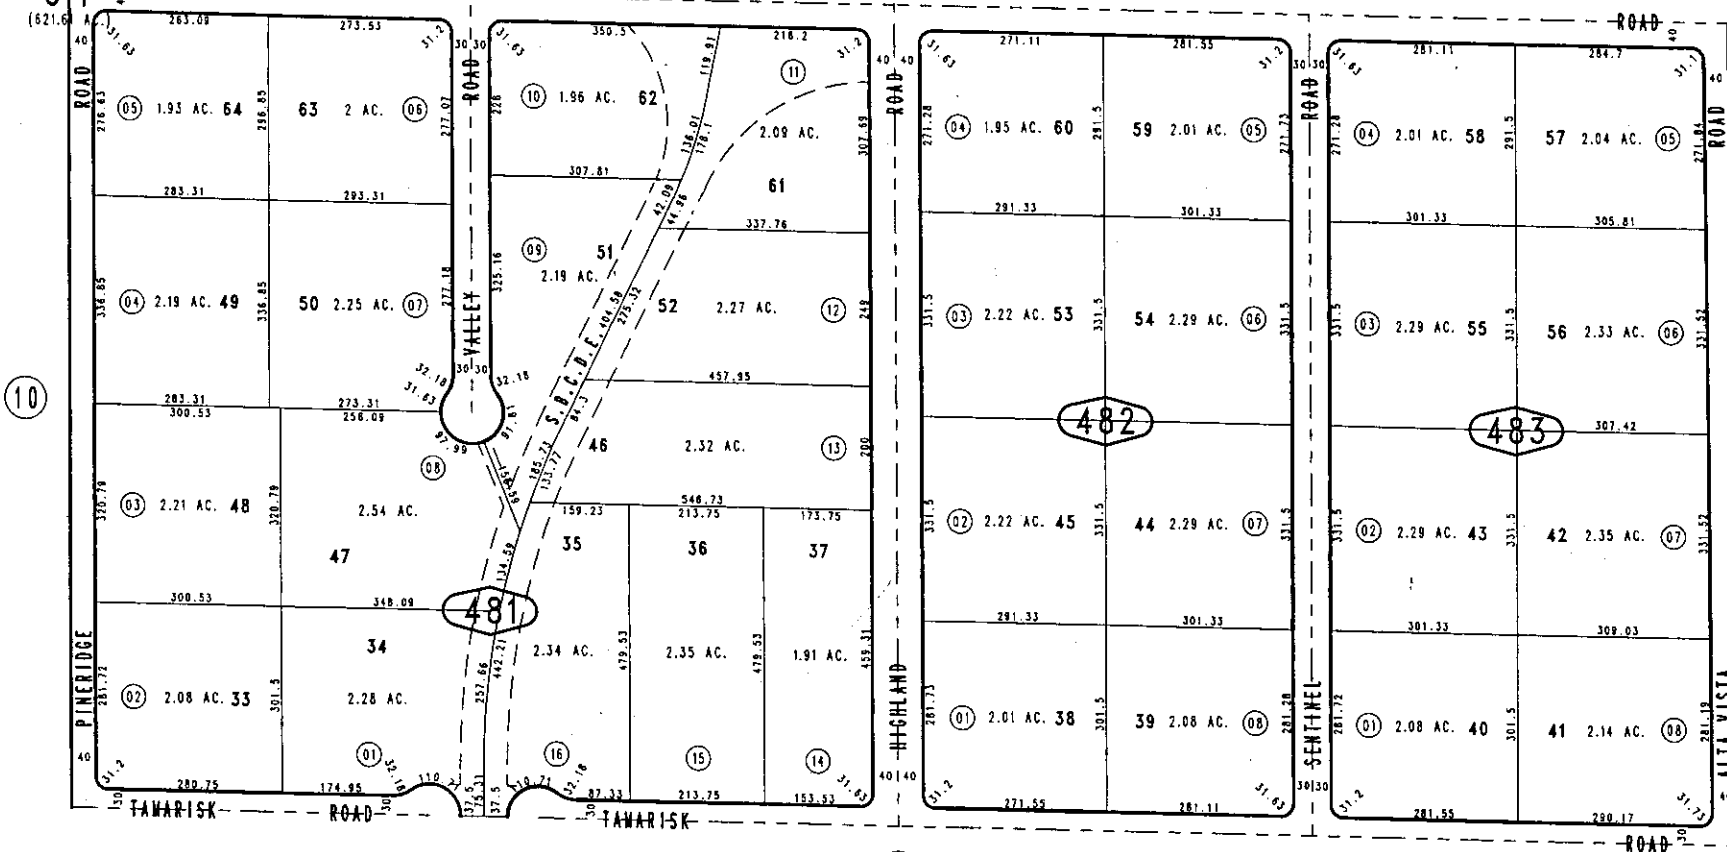 (621.61 AC.)
263.09 273.53 350.5 216.2 271.11 281.55 281.11 284.7 ROAD
40 31.63 31.2 30 30 31.63 119.91 31.2 40 40 31.63 31.2 30 30 31.63 31.1 40 40
ROAD 276.63 05 1.93 AC. 64 296.85 63 2 AC. 06 277.07 ROAD 226 10 1.96 AC. 62 11 2.09 AC. 307.69 ROAD
271.28 04 1.95 AC. 60 291.5 59 2.01 AC. 05 271.73 ROAD 271.28 04 2.01 AC. 58 291.5 57 2.04 AC. 05 271.84 ROAD
136.01 178.1
283.31 293.31 307.81 42.09 44.96 61 337.76 291.33 301.33 301.33 305.81
336.85 04 2.19 AC. 49 336.85 50 2.25 AC. 07 277.18 VALLEY 325.16 09 51 2.19 AC.
S.B.C.D.E. 404.58 275.32 52 2.27 AC. 12 249
331.5 03 2.22 AC. 53 331.5 54 2.29 AC. 06 331.5 331.5 03 2.29 AC. 55 331.5 56 2.33 AC. 06 331.52
10
283.31 273.31 32.18 31.63 30 30 32.18 91.61 97.99 84.3 457.95
300.53 256.09 08 158.59 185.73 133.77 46 2.32 AC. 13 200
482 483 307.42
320.79 03 2.21 AC. 48 320.79 2.54 AC. 47
546.73
159.23 213.75 173.75
35 36 37
331.5 02 2.22 AC. 45 331.5 44 2.29 AC. 07 331.5 331.5 02 2.29 AC. 43 331.5 42 2.35 AC. 07 331.52
300.53 348.09 134.59 481 291.33 301.33 301.33 309.03
PINERIDGE 281.72 02 2.08 AC. 33 301.5 34 2.28 AC. 257.66 442.21 2.34 AC. 479.53 2.35 AC. 479.53 1.91 AC. 459.31 HIGHLAND
281.73 01 2.01 AC. 38 301.5 39 2.08 AC. 08 281.28 SENTINEL 281.72 01 2.08 AC. 40 301.5 41 2.14 AC. 08 281.19 ALTA VISTA
40 31.2 01 32.18 16 32.18 15 14 31.63 40 40 31.2 31.63 30 30 31.2 31.73
280.75 174.95 37.5 75.31 37.5 110.71 87.33 213.75 153.53 271.55 281.11 281.55 290.17
30 TAMARISK ROAD 30 30 TAMARISK 30 ROAD